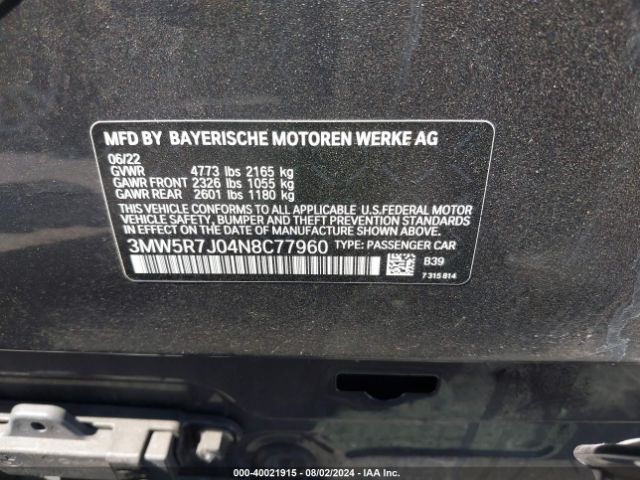 MFD BY BAYERISCHE MOTOREN WERKE AG
06/22
GVWR 4773 lbs 2165 kg
GAWR FRONT 2326 lbs 1055 kg
GAWR REAR 2601 lbs 1180 kg
THIS VEHICLE CONFORMS TO ALL APPLICABLE U.S. FEDERAL MOTOR
VEHICLE SAFETY, BUMPER, AND THEFT PREVENTION STANDARDS
IN EFFECT ON THE DATE OF MANUFACTURE SHOWN ABOVE.
3MW5R7J04N8C77960 TYPE: PASSENGER CAR
B39
7 315 814
000-40021915 - 08/02/2024 - IAA Inc.